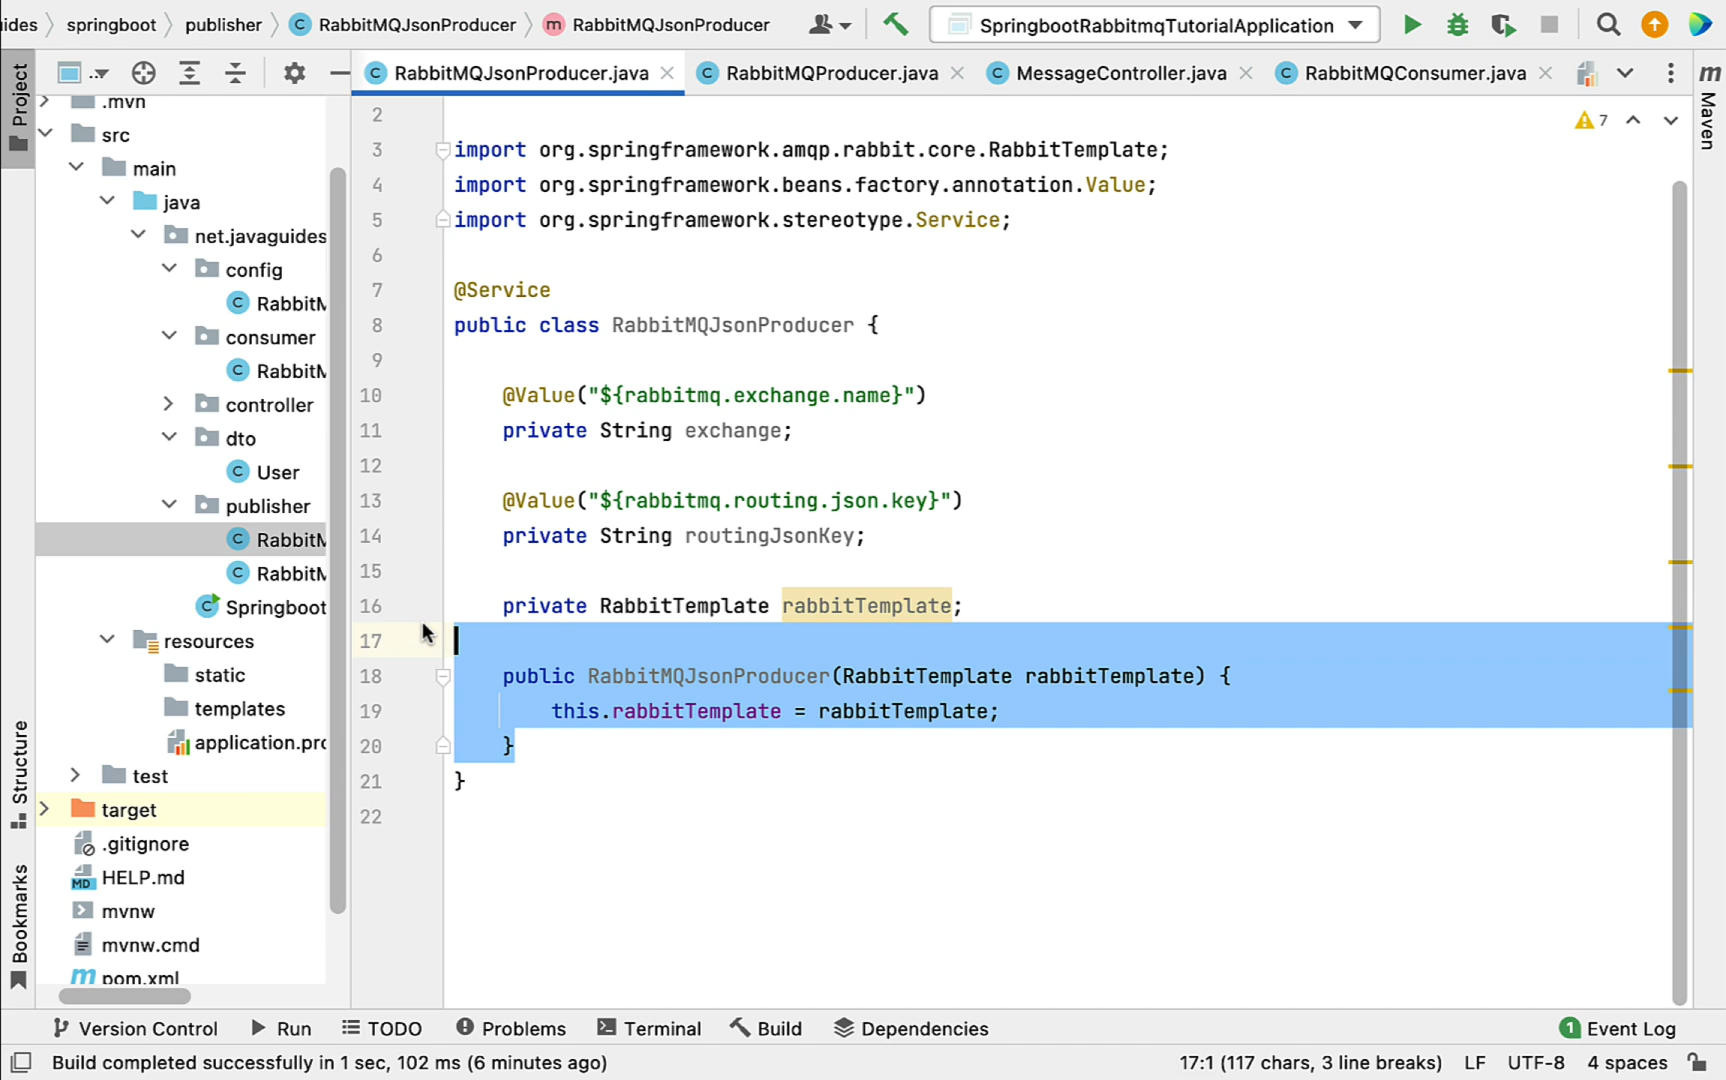 ides springboot publisher RabbitMQJsonProducer RabbitMQJsonProducer SpringbootRabbitmqTutorialApplication
RabbitMQJsonProducer.java RabbitMQProducer.java MessageController.java RabbitMQConsumer.java
Project
Structure
Bookmarks
.mvn
src
main
java
net.javaguides
config
RabbitM
consumer
RabbitM
controller
dto
User
publisher
RabbitM
RabbitM
Springboot
resources
static
templates
application.pro
test
target
.gitignore
HELP.md
mvnw
mvnw.cmd
pom.xml
2
3 import org.springframework.amqp.rabbit.core.RabbitTemplate;
4 import org.springframework.beans.factory.annotation.Value;
5 import org.springframework.stereotype.Service;
6
7 @Service
8 public class RabbitMQJsonProducer {
9
10 @Value("${rabbitmq.exchange.name}")
11 private String exchange;
12
13 @Value("${rabbitmq.routing.json.key}")
14 private String routingJsonKey;
15
16 private RabbitTemplate rabbitTemplate;
17
18 public RabbitMQJsonProducer(RabbitTemplate rabbitTemplate) {
19 this.rabbitTemplate = rabbitTemplate;
20 }
21 }
22
7
m
Maven
Version Control Run TODO Problems Terminal Build Dependencies 1 Event Log
Build completed successfully in 1 sec, 102 ms (6 minutes ago) 17:1 (117 chars, 3 line breaks) LF UTF-8 4 spaces